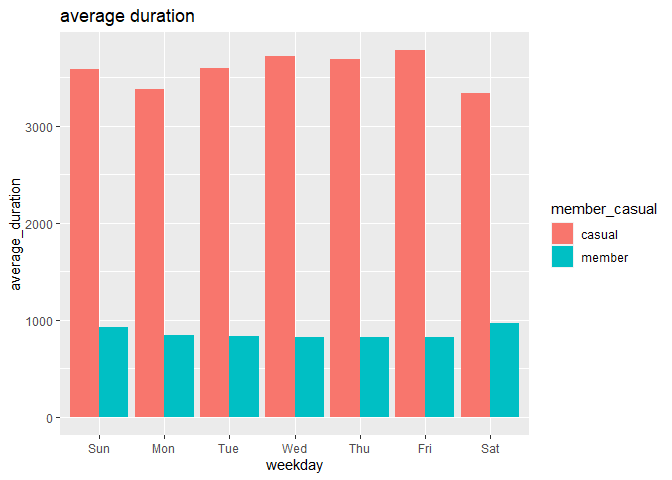 average duration
average_duration
3000
2000
1000
0
Sun Mon Tue Wed Thu Fri Sat
weekday
member_casual
casual
member